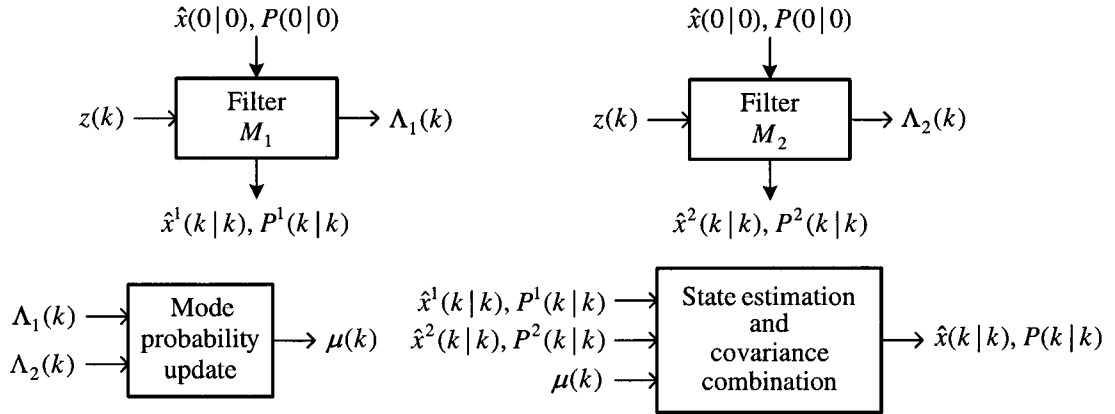 x̂(0|0), P(0|0)
Filter
M₁
z(k)
Λ₁(k)
x̂¹(k|k), P¹(k|k)
x̂(0|0), P(0|0)
Filter
M₂
z(k)
Λ₂(k)
x̂²(k|k), P²(k|k)
Λ₁(k)
Λ₂(k)
Mode
probability
update
μ(k)
x̂¹(k|k), P¹(k|k)
x̂²(k|k), P²(k|k)
μ(k)
State estimation
and
covariance
combination
x̂(k|k), P(k|k)